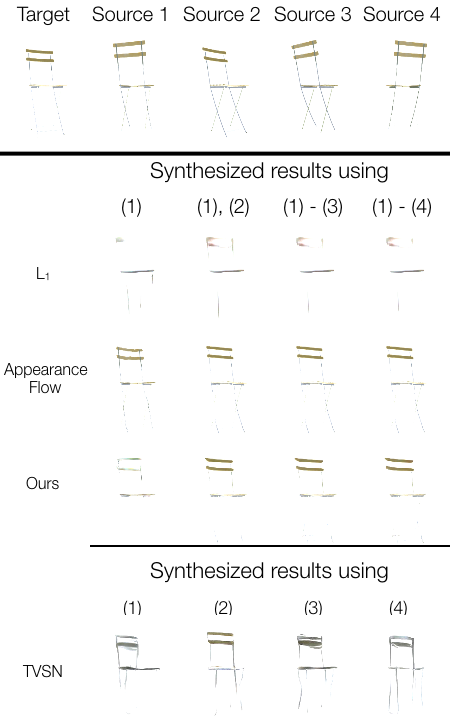 Target Source 1 Source 2 Source 3 Source 4
Synthesized results using
(1) (1), (2) (1) - (3) (1) - (4)
L₁
Appearance
Flow
Ours
Synthesized results using
(1) (2) (3) (4)
TVSN